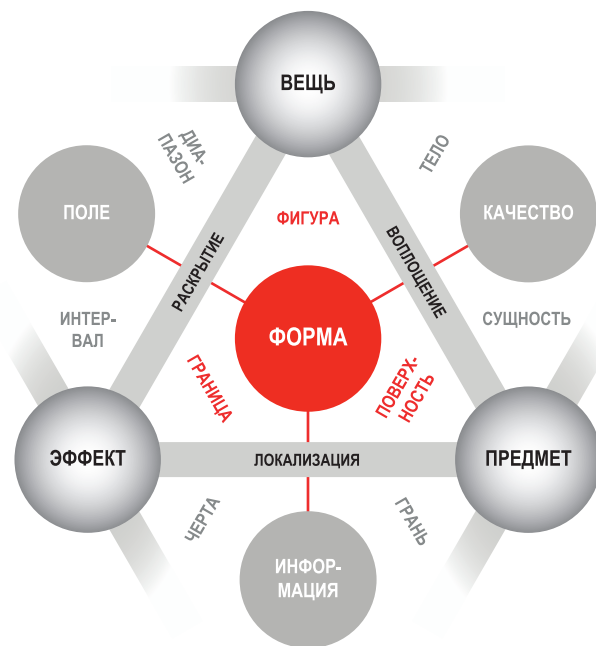 ВЕЩЬ
ДИА-
ПАЗОН
ТЕЛО
ПОЛЕ
ФИГУРА
КАЧЕСТВО
РАСКРЫТИЕ
ВОПЛОЩЕНИЕ
ИНТЕР-
ВАЛ
ФОРМА
СУЩНОСТЬ
ГРАНИЦА
ПОВЕРХ-
НОСТЬ
ЭФФЕКТ
ЛОКАЛИЗАЦИЯ
ПРЕДМЕТ
ЧЕРТА
ГРАНЬ
ИНФОР-
МАЦИЯ